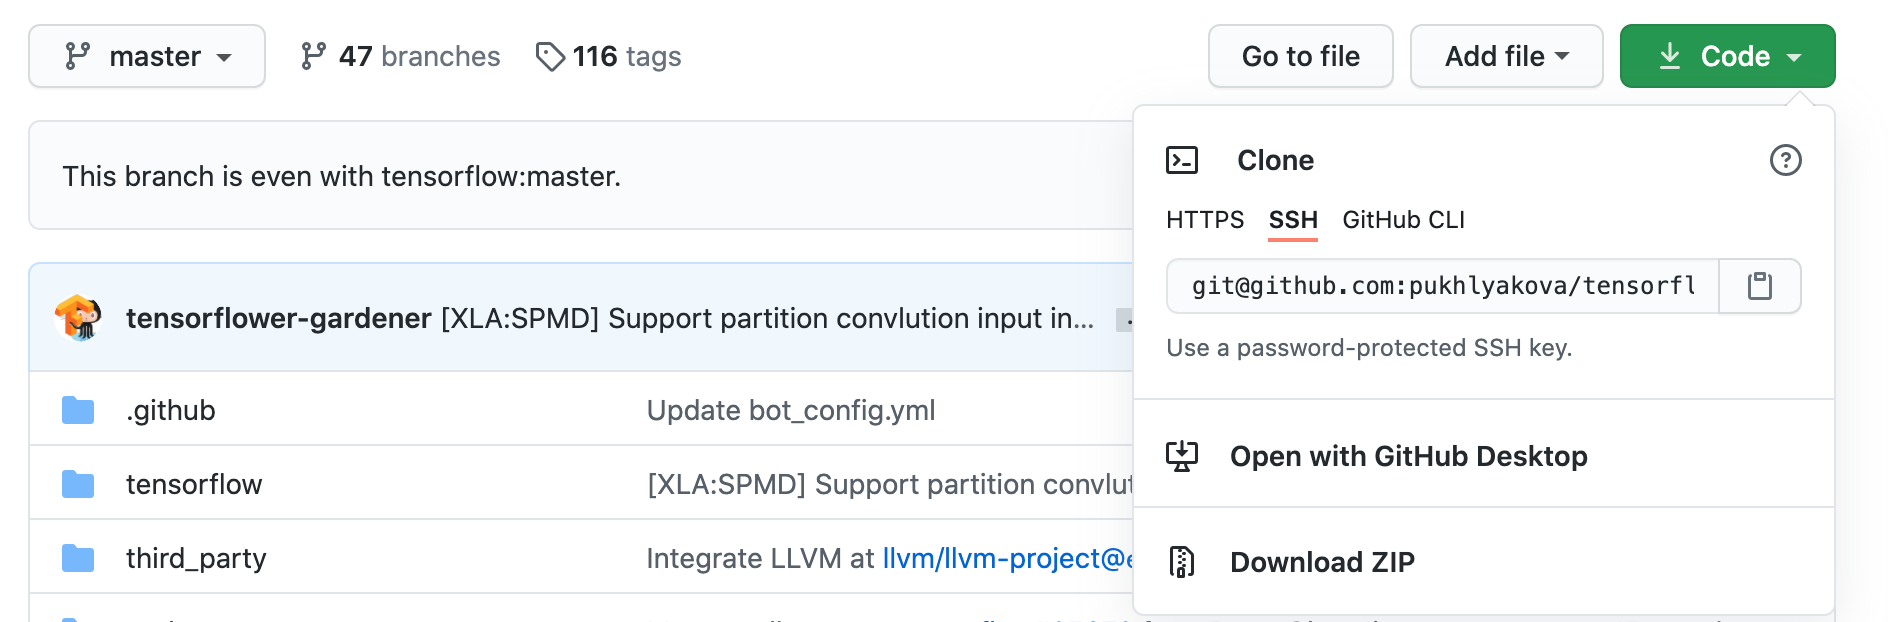 master 47 branches 116 tags Go to file Add file Code
This branch is even with tensorflow:master.
Clone
HTTPS SSH GitHub CLI
git@github.com:pukhlyakova/tensorfl
Use a password-protected SSH key.
tensorflower-gardener [XLA:SPMD] Support partition convlution input in...
.github Update bot_config.yml
Open with GitHub Desktop
tensorflow [XLA:SPMD] Support partition convlut
third_party Integrate LLVM at llvm/llvm-project@
Download ZIP